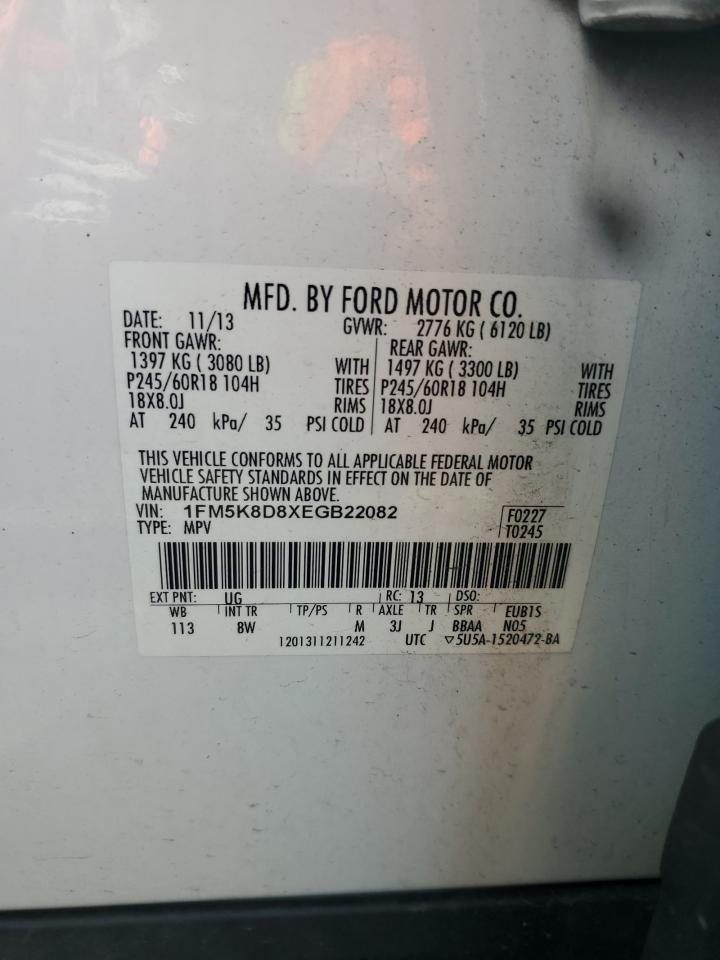 MFD. BY FORD MOTOR CO.
DATE: 11/13 GVWR: 2776 KG ( 6120 LB)
FRONT GAWR: REAR GAWR:
1397 KG ( 3080 LB) WITH 1497 KG ( 3300 LB) WITH
P245/60R18 104H TIRES P245/60R18 104H TIRES
18X8.0J RIMS 18X8.0J RIMS
AT 240 kPa/ 35 PSI COLD AT 240 kPa/ 35 PSI COLD
THIS VEHICLE CONFORMS TO ALL APPLICABLE FEDERAL MOTOR
VEHICLE SAFETY STANDARDS IN EFFECT ON THE DATE OF
MANUFACTURE SHOWN ABOVE.
VIN: 1FM5K8D8XEGB22082 F0227
TYPE: MPV T0245
EXT PNT: UG RC: 13 DSO:
WB INT TR TP/PS R AXLE TR SPR EUB1S
113 8W M 3J J BBAA N05
1201311211242 UTC ▽5U5A-1520472-BA